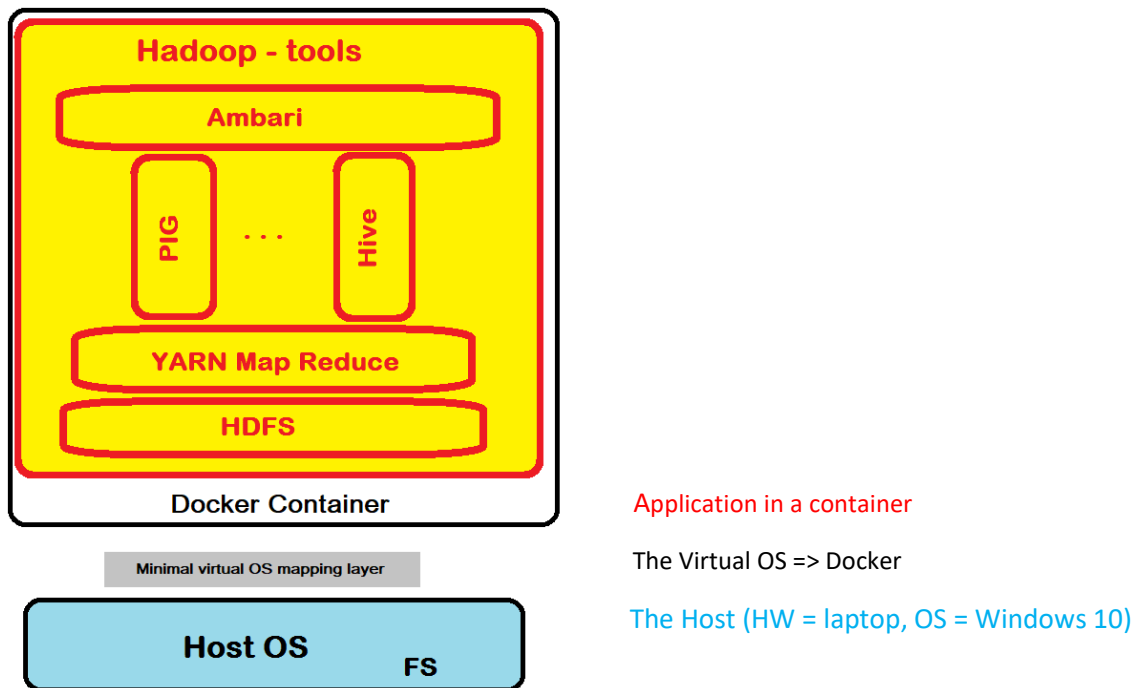 Hadoop - tools
Ambari
PIG
. . .
Hive
YARN Map Reduce
HDFS
Docker Container
Application in a container
Minimal virtual OS mapping layer
The Virtual OS => Docker
The Host (HW = laptop, OS = Windows 10)
Host OS
FS